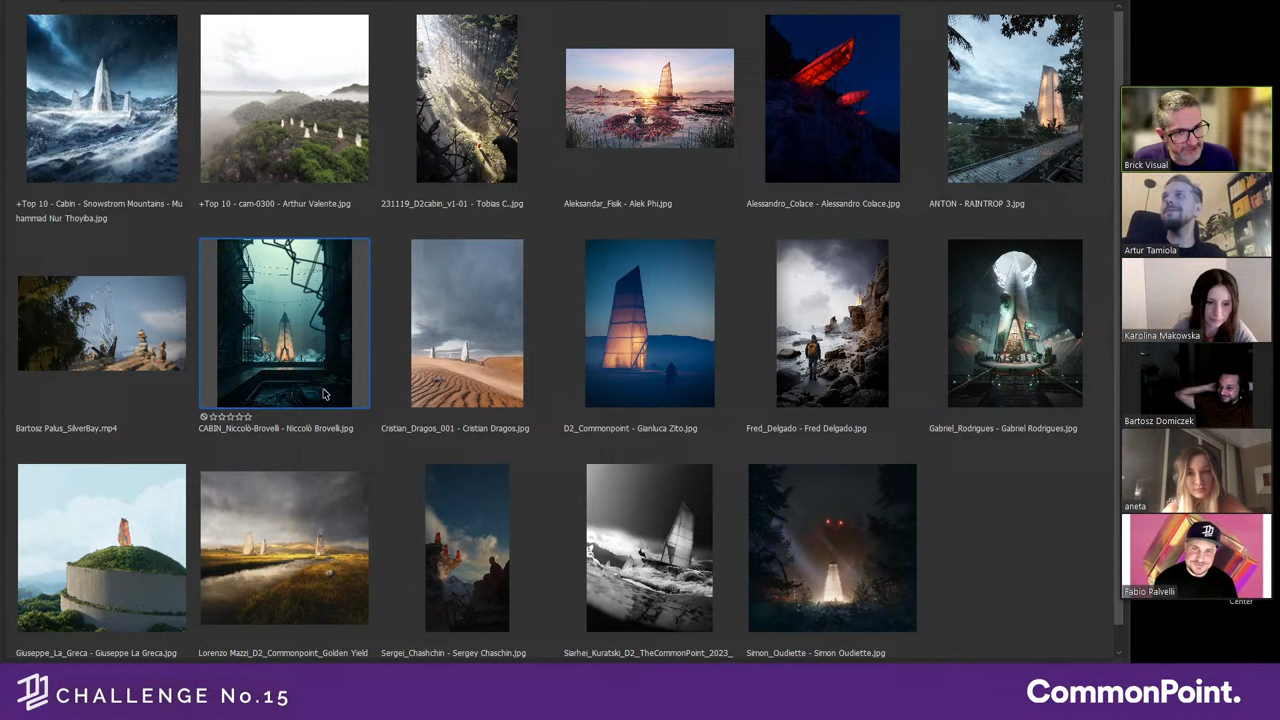 +Top 10 - Cabin - Snowstrom Mountains - Mu
hammad Nur Thoyiba.jpg
+Top 10 - cam-0300 - Arthur Valente.jpg
231119_D2cabin_v1-01 - Tobias C..jpg
Aleksandar_Fisik - Alek Phi.jpg
Alessandro_Colace - Alessandro Colace.jpg
ANTON - RAINTROP 3.jpg
Bartosz Palus_SilverBay.mp4
CABIN_Niccolò-Brovelli - Niccolò Brovelli.jpg
Cristian_Dragos_001 - Cristian Dragos.jpg
D2_Commonpoint - Gianluca Zito.jpg
Fred_Delgado - Fred Delgado.jpg
Gabriel_Rodrigues - Gabriel Rodrigues.jpg
Giuseppe_La_Greca - Giuseppe La Greca.jpg
Lorenzo Mazzi_D2_Commonpoint_Golden Yield
Sergei_Chashchin - Sergey Chaschin.jpg
Siarhei_Kuratski_D2_TheCommonPoint_2023_
Simon_Oudiette - Simon Oudiette.jpg
Brick Visual
Artur Tamiola
Karolina Makowska
Bartosz Domiczek
aneta
Fabio Palvelli
Center
CHALLENGE No.15
CommonPoint.